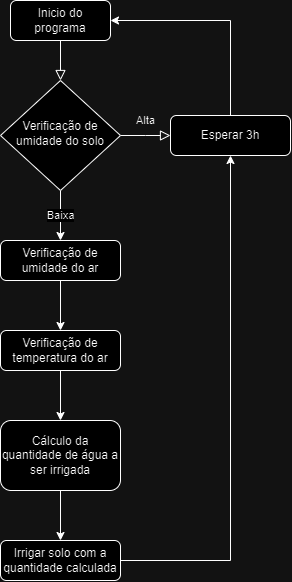 Inicio do
programa
Verificação de
umidade do solo
Alta
Esperar 3h
Baixa
Verificação de
umidade do ar
Verificação de
temperatura do ar
Cálculo da
quantidade de água a
ser irrigada
Irrigar solo com a
quantidade calculada